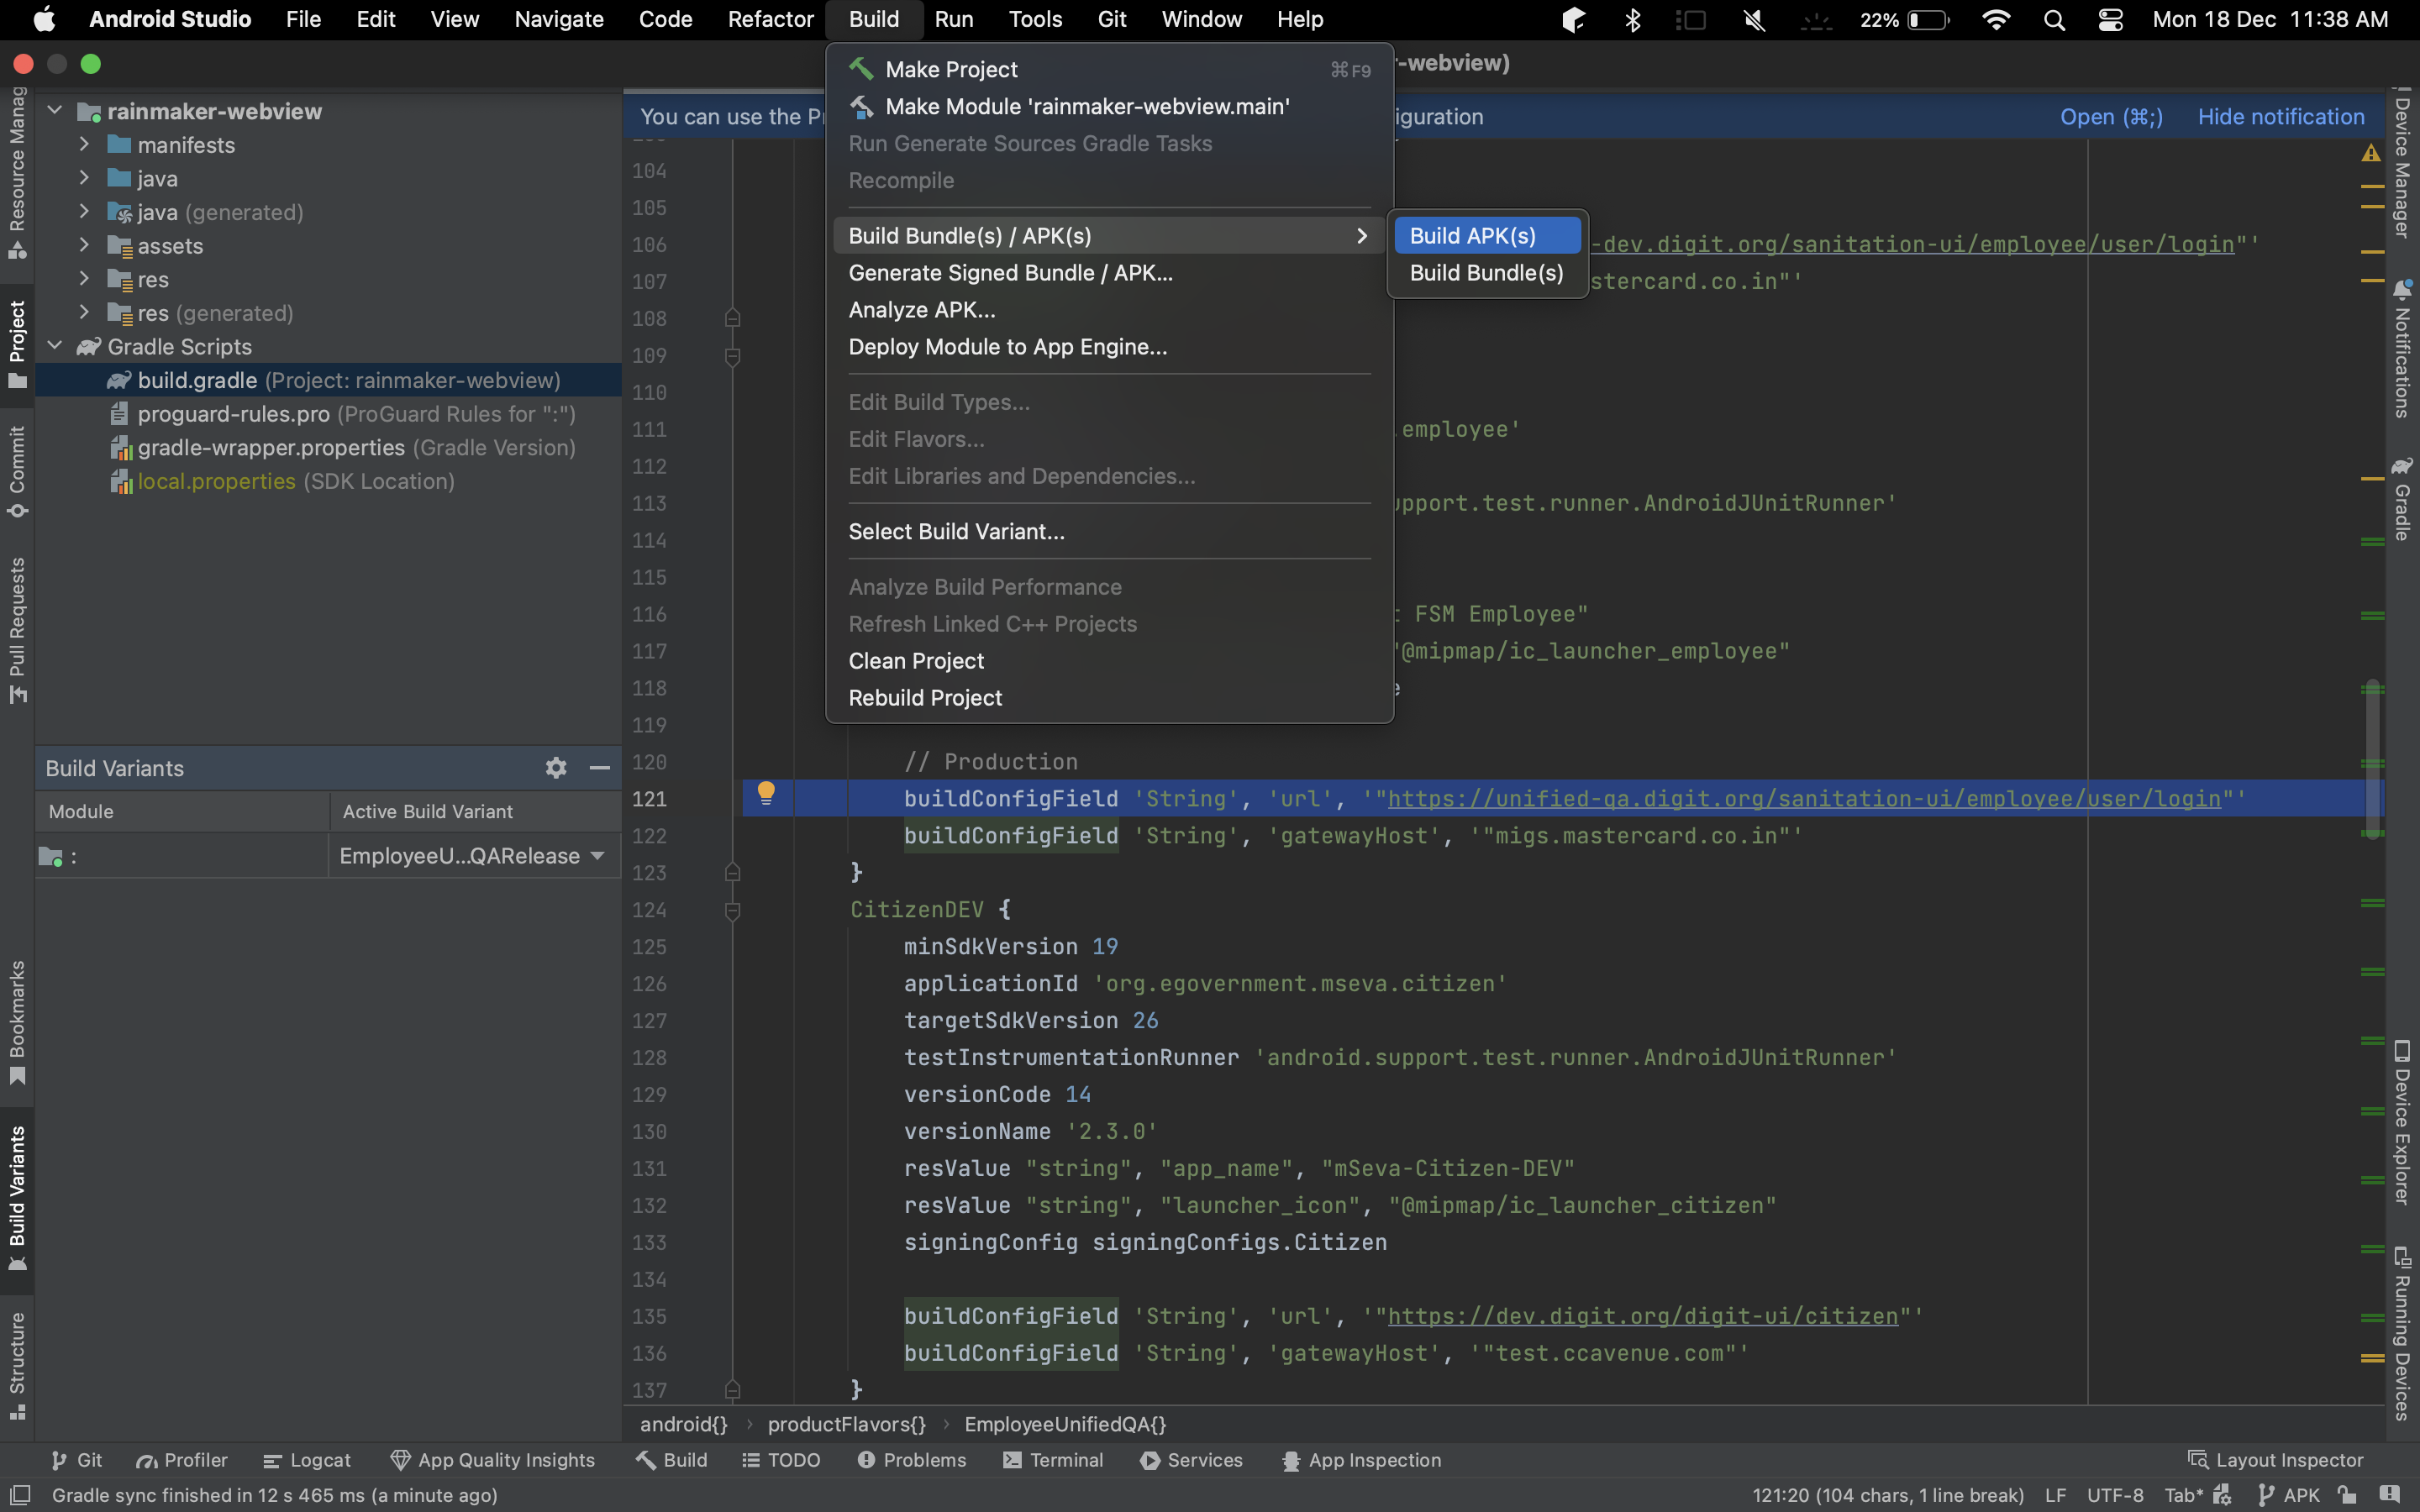 Android Studio File Edit View Navigate Code Refactor Build Run Tools Git Window Help 22% Mon 18 Dec 11:38 AM
-webview)
Resource Manag
Project
Commit
Pull Requests
Bookmarks
Build Variants
Structure
rainmaker-webview
manifests
java
java (generated)
assets
res
res (generated)
Gradle Scripts
build.gradle (Project: rainmaker-webview)
proguard-rules.pro (ProGuard Rules for ":")
gradle-wrapper.properties (Gradle Version)
local.properties (SDK Location)
Build Variants
Module Active Build Variant
: EmployeeU...QARelease
Make Project ⌘F9
Make Module 'rainmaker-webview.main'
Run Generate Sources Gradle Tasks
Recompile
Build Bundle(s) / APK(s)
Generate Signed Bundle / APK...
Analyze APK...
Deploy Module to App Engine...
Edit Build Types...
Edit Flavors...
Edit Libraries and Dependencies...
Select Build Variant...
Analyze Build Performance
Refresh Linked C++ Projects
Clean Project
Rebuild Project
Build APK(s)
Build Bundle(s)
You can use the P iguration Open (⌘;) Hide notification
104
105
106 -dev.digit.org/sanitation-ui/employee/user/login"'
107 stercard.co.in"'
108
109
110
111 .employee'
112
113 pport.test.runner.AndroidJUnitRunner'
114
115
116 FSM Employee"
117 "@mipmap/ic_launcher_employee"
118
119
120 // Production
121 buildConfigField 'String', 'url', '"https://unified-qa.digit.org/sanitation-ui/employee/user/login"'
122 buildConfigField 'String', 'gatewayHost', '"migs.mastercard.co.in"'
123 }
124 CitizenDEV {
125 minSdkVersion 19
126 applicationId 'org.egovernment.mseva.citizen'
127 targetSdkVersion 26
128 testInstrumentationRunner 'android.support.test.runner.AndroidJUnitRunner'
129 versionCode 14
130 versionName '2.3.0'
131 resValue "string", "app_name", "mSeva-Citizen-DEV"
132 resValue "string", "launcher_icon", "@mipmap/ic_launcher_citizen"
133 signingConfig signingConfigs.Citizen
134
135 buildConfigField 'String', 'url', '"https://dev.digit.org/digit-ui/citizen"'
136 buildConfigField 'String', 'gatewayHost', '"test.ccavenue.com"'
137 }
android{} › productFlavors{} › EmployeeUnifiedQA{}
Device Manager
Notifications
Gradle
Device Explorer
Running Devices
Git Profiler Logcat App Quality Insights Build TODO Problems Terminal Services App Inspection Layout Inspector
Gradle sync finished in 12 s 465 ms (a minute ago) 121:20 (104 chars, 1 line break) LF UTF-8 Tab* APK